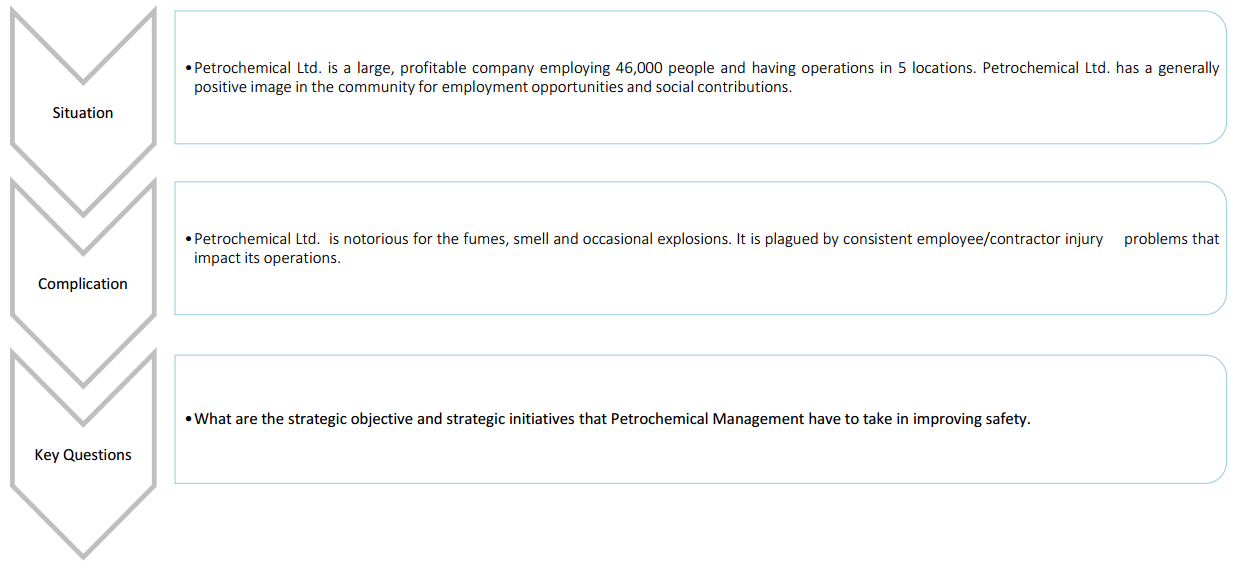 Situation
• Petrochemical Ltd. is a large, profitable company employing 46,000 people and having operations in 5 locations. Petrochemical Ltd. has a generally
positive image in the community for employment opportunities and social contributions.
Complication
• Petrochemical Ltd. is notorious for the fumes, smell and occasional explosions. It is plagued by consistent employee/contractor injury problems that
impact its operations.
Key Questions
• What are the strategic objective and strategic initiatives that Petrochemical Management have to take in improving safety.